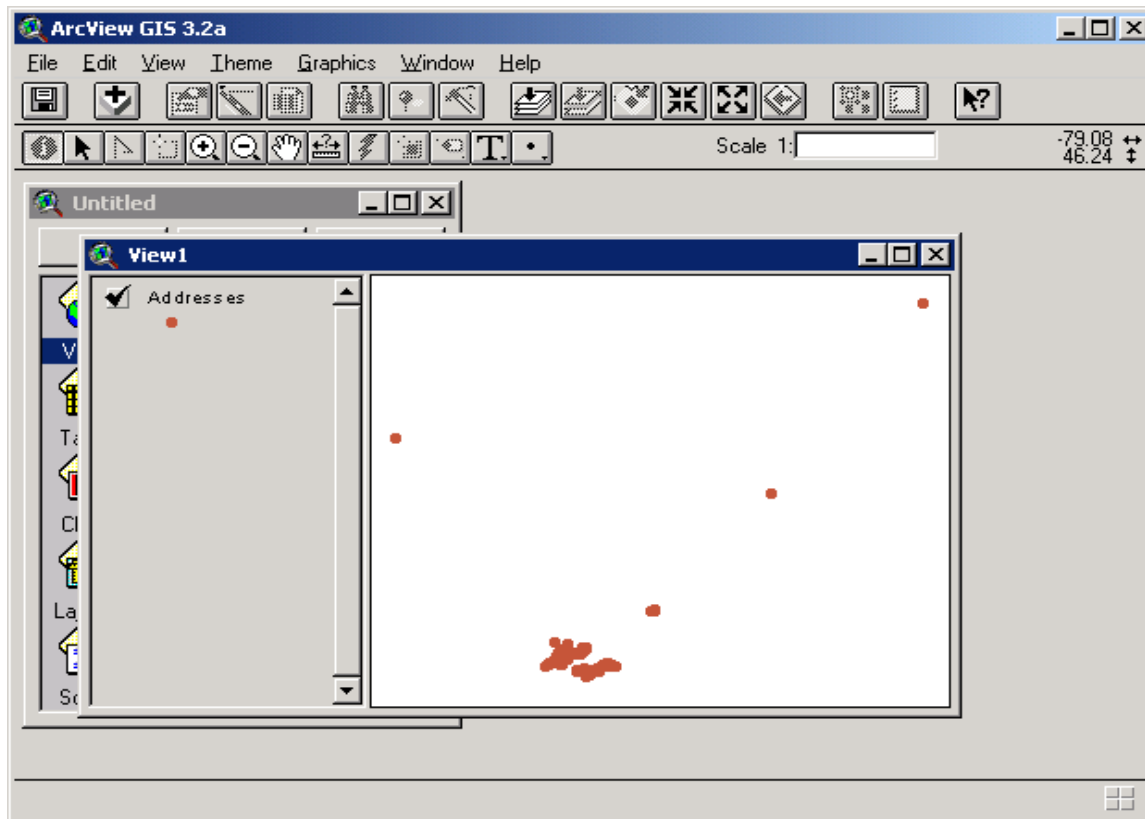 ArcView GIS 3.2a
File Edit View Theme Graphics Window Help
Scale 1:
-79.08
46.24
Untitled
View1
Addresses